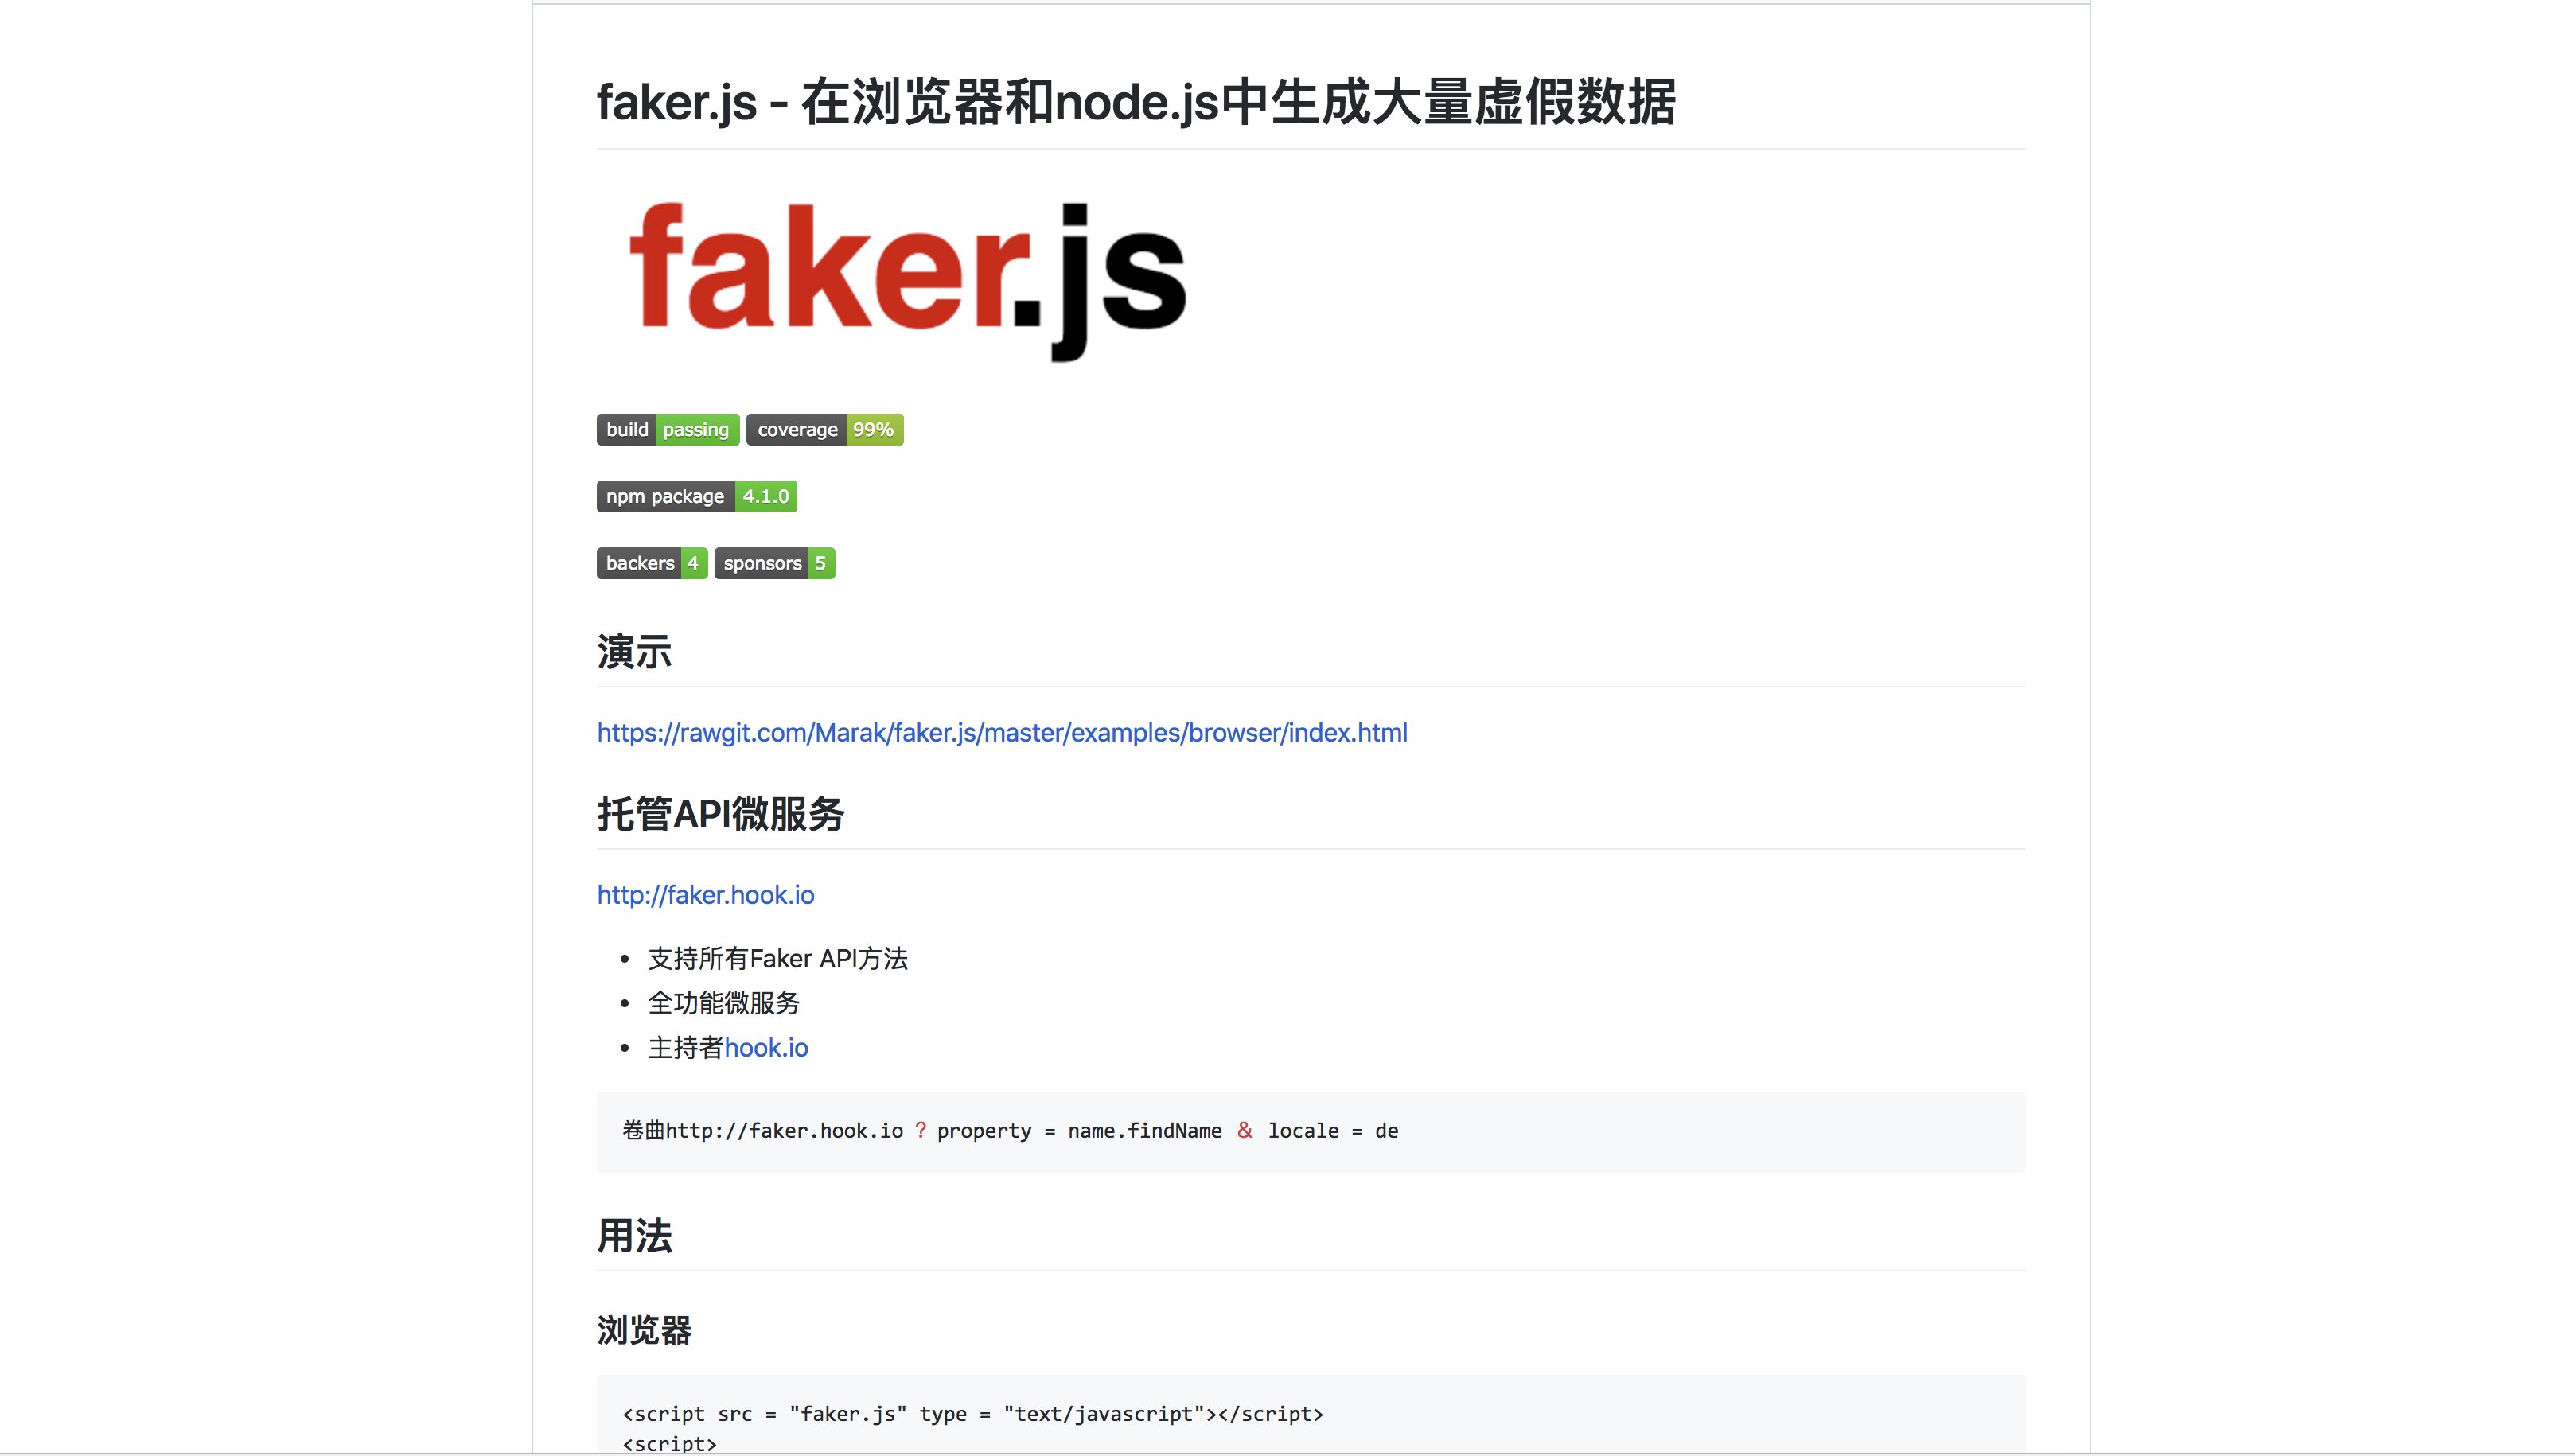 faker.js - 在浏览器和node.js中生成大量虚假数据
faker.js
build passing coverage 99%
npm package 4.1.0
backers 4 sponsors 5
演示
https://rawgit.com/Marak/faker.js/master/examples/browser/index.html
托管API微服务
http://faker.hook.io
• 支持所有Faker API方法
• 全功能微服务
• 主持者hook.io
卷曲http://faker.hook.io ? property = name.findName & locale = de
用法
浏览器
<script src = "faker.js" type = "text/javascript"></script>
<script>